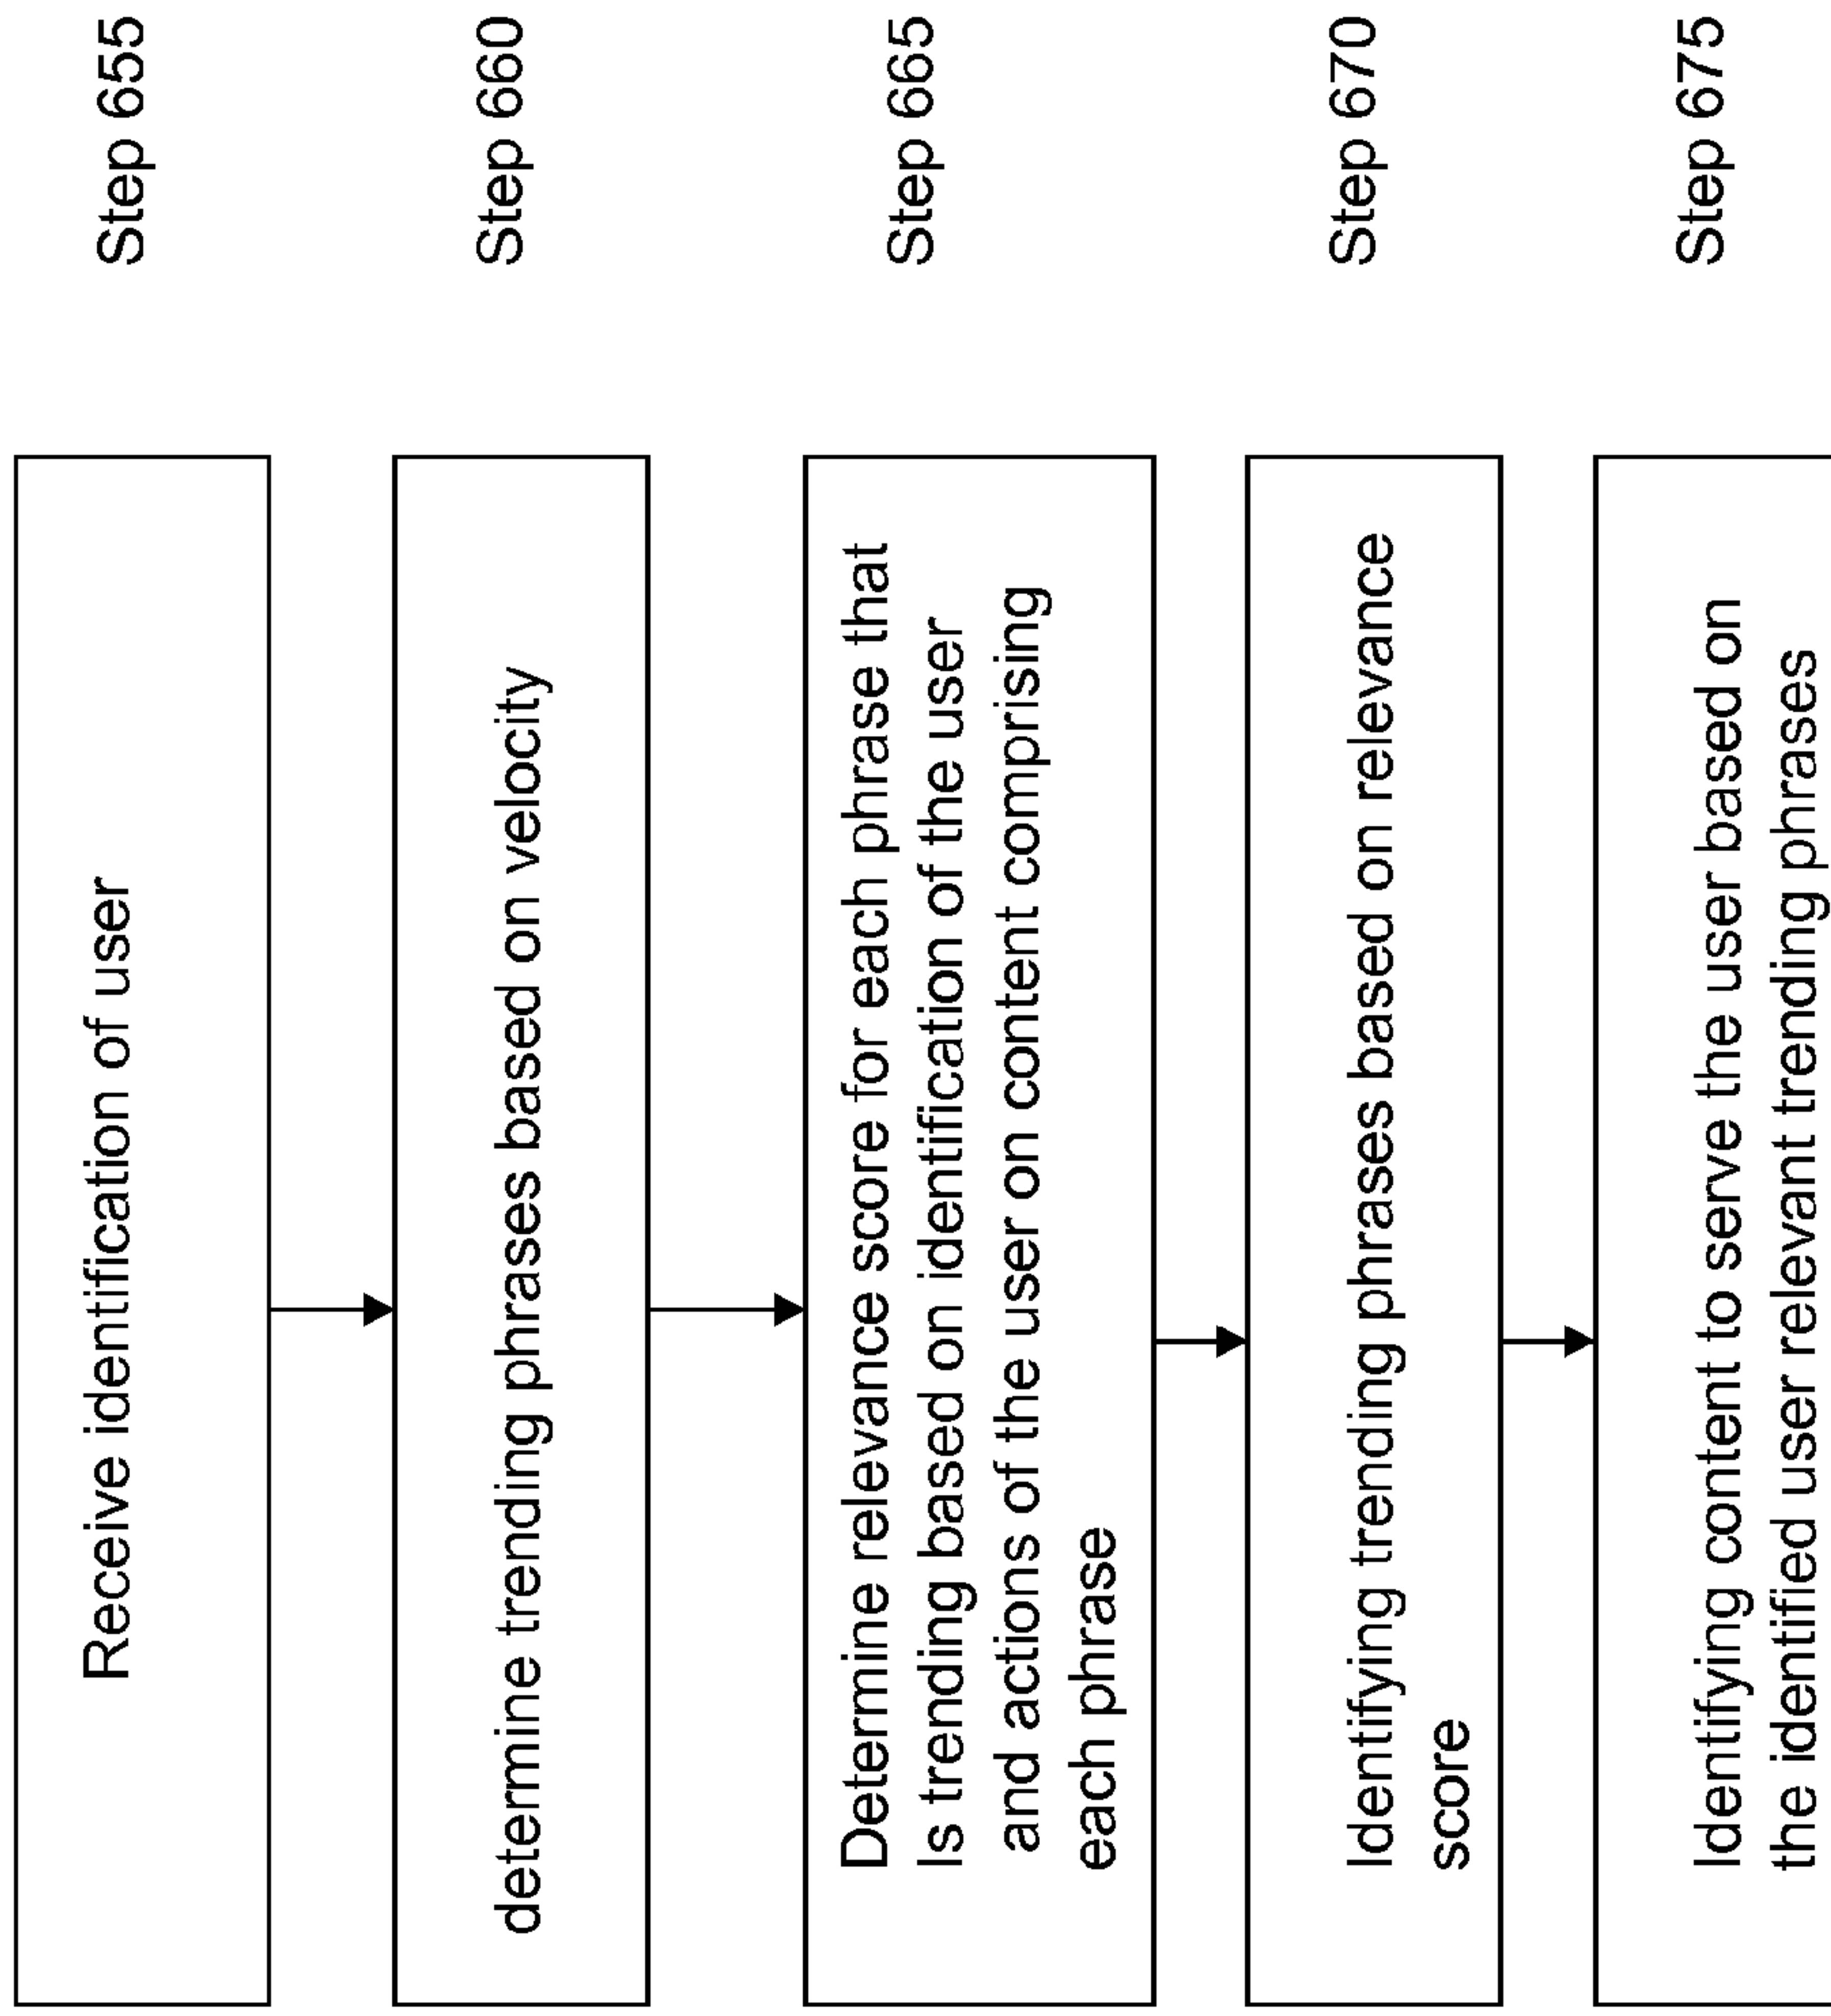 Receive identification of user
Step 655
determine trending phrases based on velocity
Step 660
Determine relevance score for each phrase that
Is trending based on identification of the user
and actions of the user on content comprising
each phrase
Step 665
Identifying trending phrases based on relevance
score
Step 670
Identifying content to serve the user based on
the identified user relevant trending phrases
Step 675